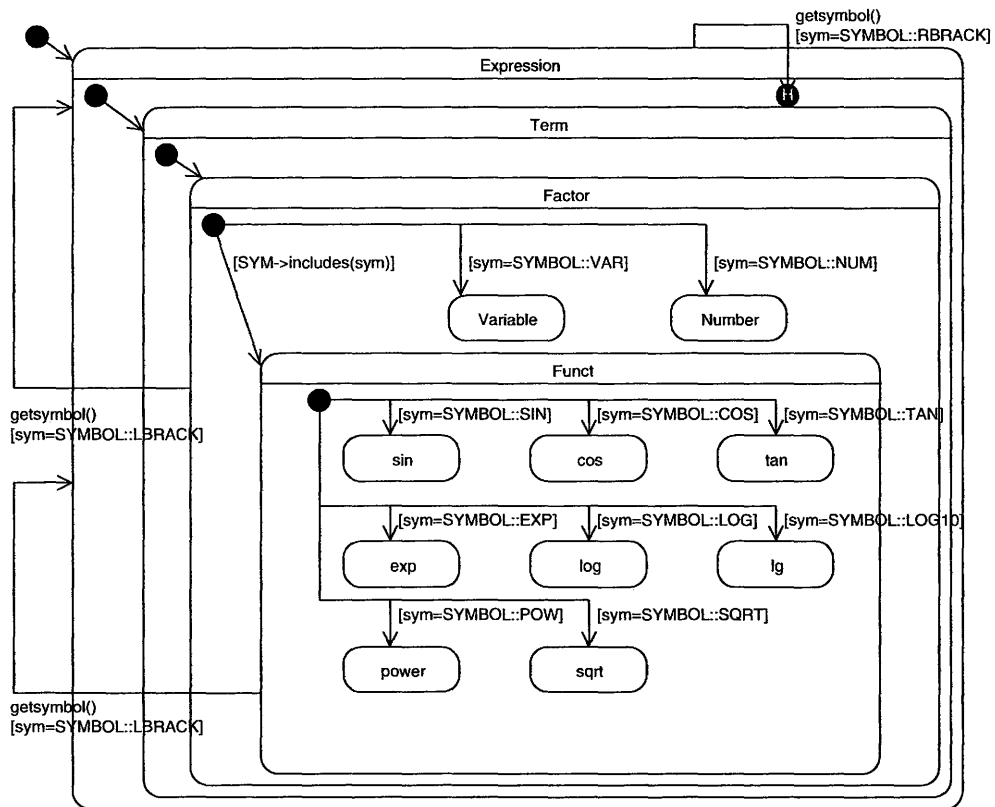 getsymbol()
[sym=SYMBOL::RBRACK]
Expression
H
Term
Factor
[SYM->includes(sym)]
[sym=SYMBOL::VAR]
[sym=SYMBOL::NUM]
Variable
Number
Funct
getsymbol()
[sym=SYMBOL::LBRACK]
[sym=SYMBOL::SIN]
[sym=SYMBOL::COS]
[sym=SYMBOL::TAN]
sin
cos
tan
[sym=SYMBOL::EXP]
[sym=SYMBOL::LOG]
[sym=SYMBOL::LOG10]
exp
log
lg
[sym=SYMBOL::POW]
[sym=SYMBOL::SQRT]
power
sqrt
getsymbol()
[sym=SYMBOL::LBRACK]